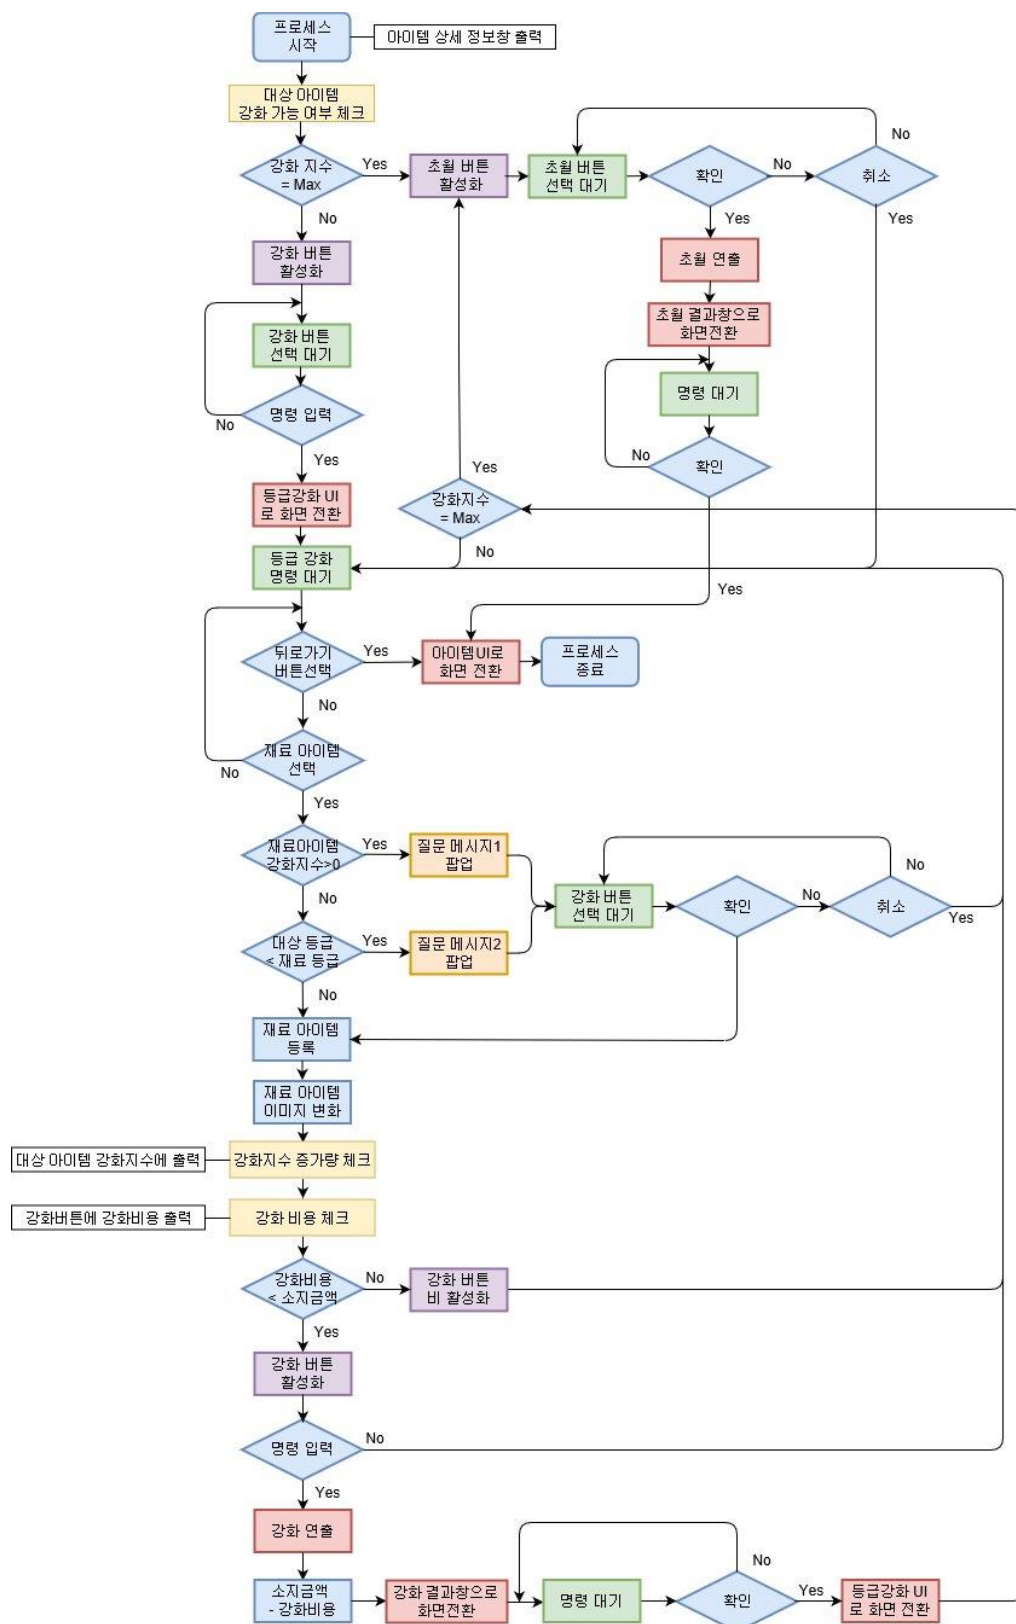 프로세스
시작
아이템 상세 정보창 출력
대상 아이템
강화 가능 여부 체크
No
강화 지수
= Max
Yes
초월 버튼
활성화
초월 버튼
선택 대기
확인
No
취소
No
Yes
Yes
강화 버튼
활성화
초월 연출
초월 결과창으로
화면전환
강화 버튼
선택 대기
명령 대기
명령 입력
No
Yes
No
확인
Yes
등급강화 UI
로 화면 전환
강화지수
= Max
No
등급 강화
명령 대기
Yes
뒤로가기
버튼선택
Yes
아이템UI로
화면 전환
프로세스
종료
No
재료 아이템
선택
No
Yes
재료아이템
강화지수>0
Yes
질문 메시지1
팝업
No
강화 버튼
선택 대기
확인
No
취소
Yes
No
대상 등급
< 재료 등급
Yes
질문 메시지2
팝업
No
재료 아이템
등록
재료 아이템
이미지 변화
대상 아이템 강화지수에 출력
강화지수 증가량 체크
강화버튼에 강화비용 출력
강화 비용 체크
강화비용
< 소지금액
No
강화 버튼
비 활성화
Yes
강화 버튼
활성화
명령 입력
No
Yes
강화 연출
No
소지금액
- 강화비용
강화 결과창으로
화면전환
명령 대기
확인
Yes
등급강화 UI
로 화면 전환